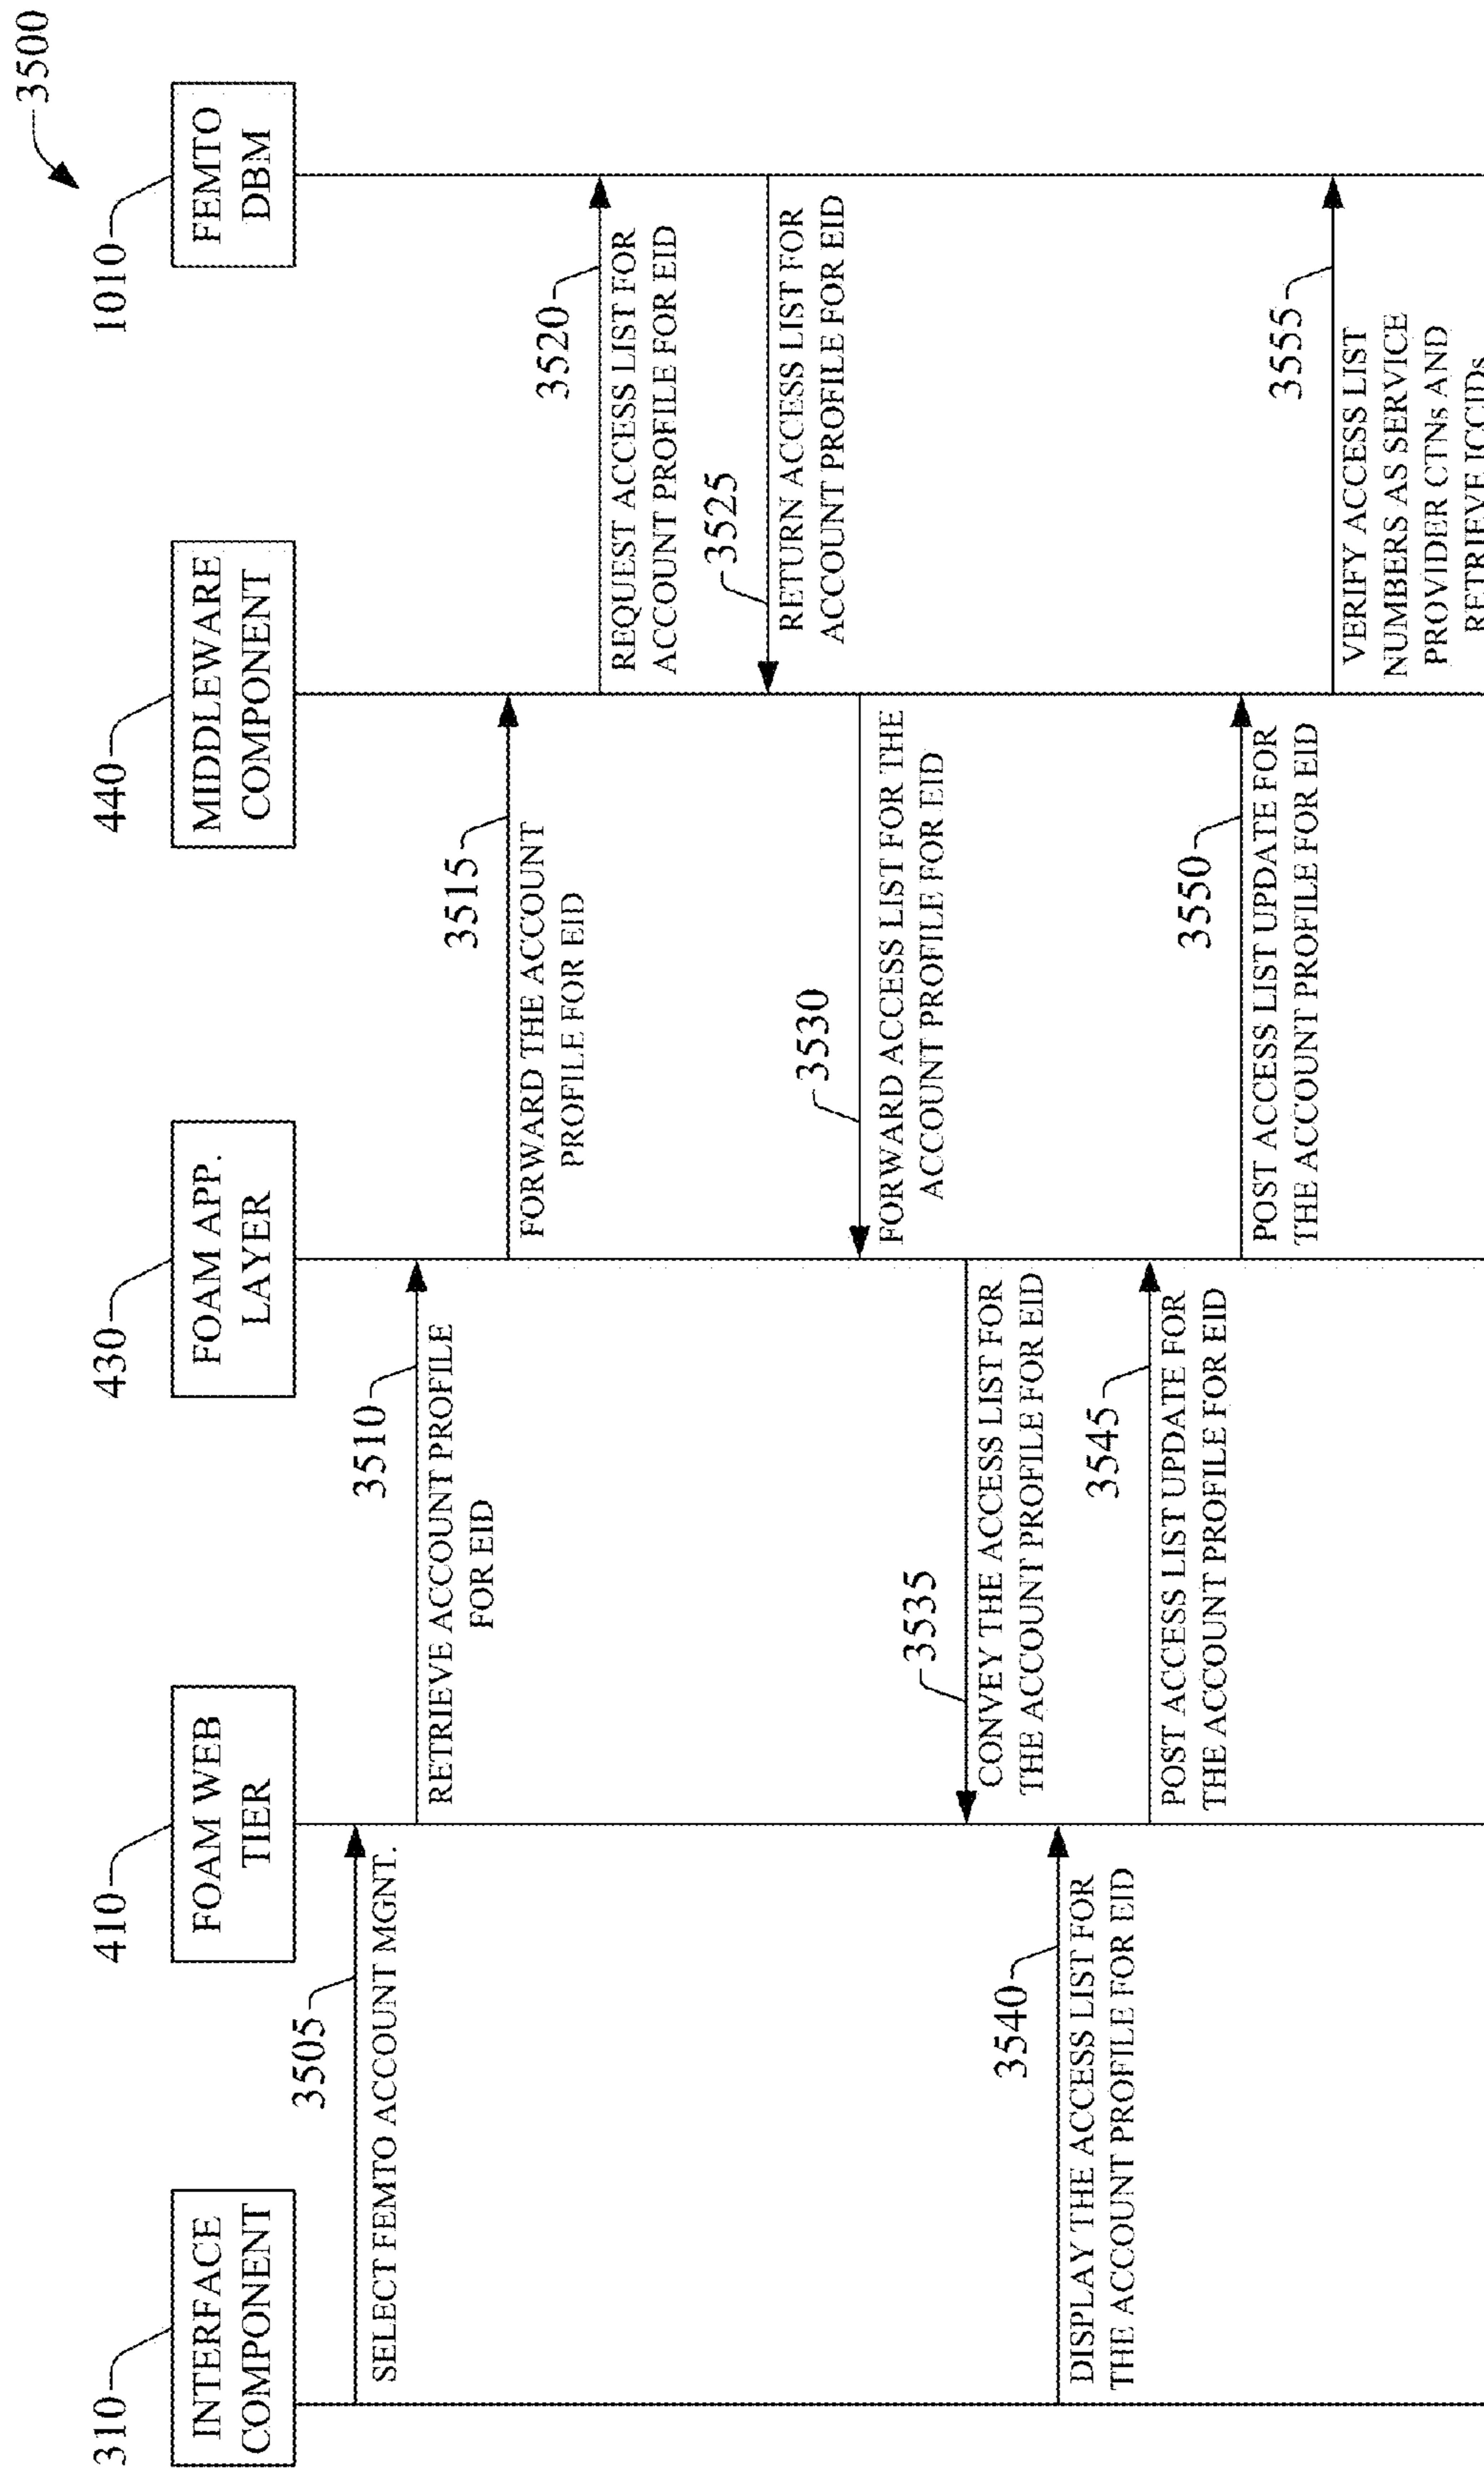 3500
310
INTERFACE
COMPONENT
410
FOAM WEB
TIER
430
FOAM APP.
LAYER
440
MIDDLEWARE
COMPONENT
1010
FEMTO
DBM
3505
SELECT FEMTO ACCOUNT MGNT.
3510
RETRIEVE ACCOUNT PROFILE
FOR EID
3515
FORWARD THE ACCOUNT
PROFILE FOR EID
3520
REQUEST ACCESS LIST FOR
ACCOUNT PROFILE FOR EID
3525
RETURN ACCESS LIST FOR
ACCOUNT PROFILE FOR EID
3530
FORWARD ACCESS LIST FOR THE
ACCOUNT PROFILE FOR EID
3535
CONVEY THE ACCESS LIST FOR
THE ACCOUNT PROFILE FOR EID
3540
DISPLAY THE ACCESS LIST FOR
THE ACCOUNT PROFILE FOR EID
3545
POST ACCESS LIST UPDATE FOR
THE ACCOUNT PROFILE FOR EID
3550
POST ACCESS LIST UPDATE FOR
THE ACCOUNT PROFILE FOR EID
3555
VERIFY ACCESS LIST
NUMBERS AS SERVICE
PROVIDER CTNs AND
RETRIEVE ICCIDs